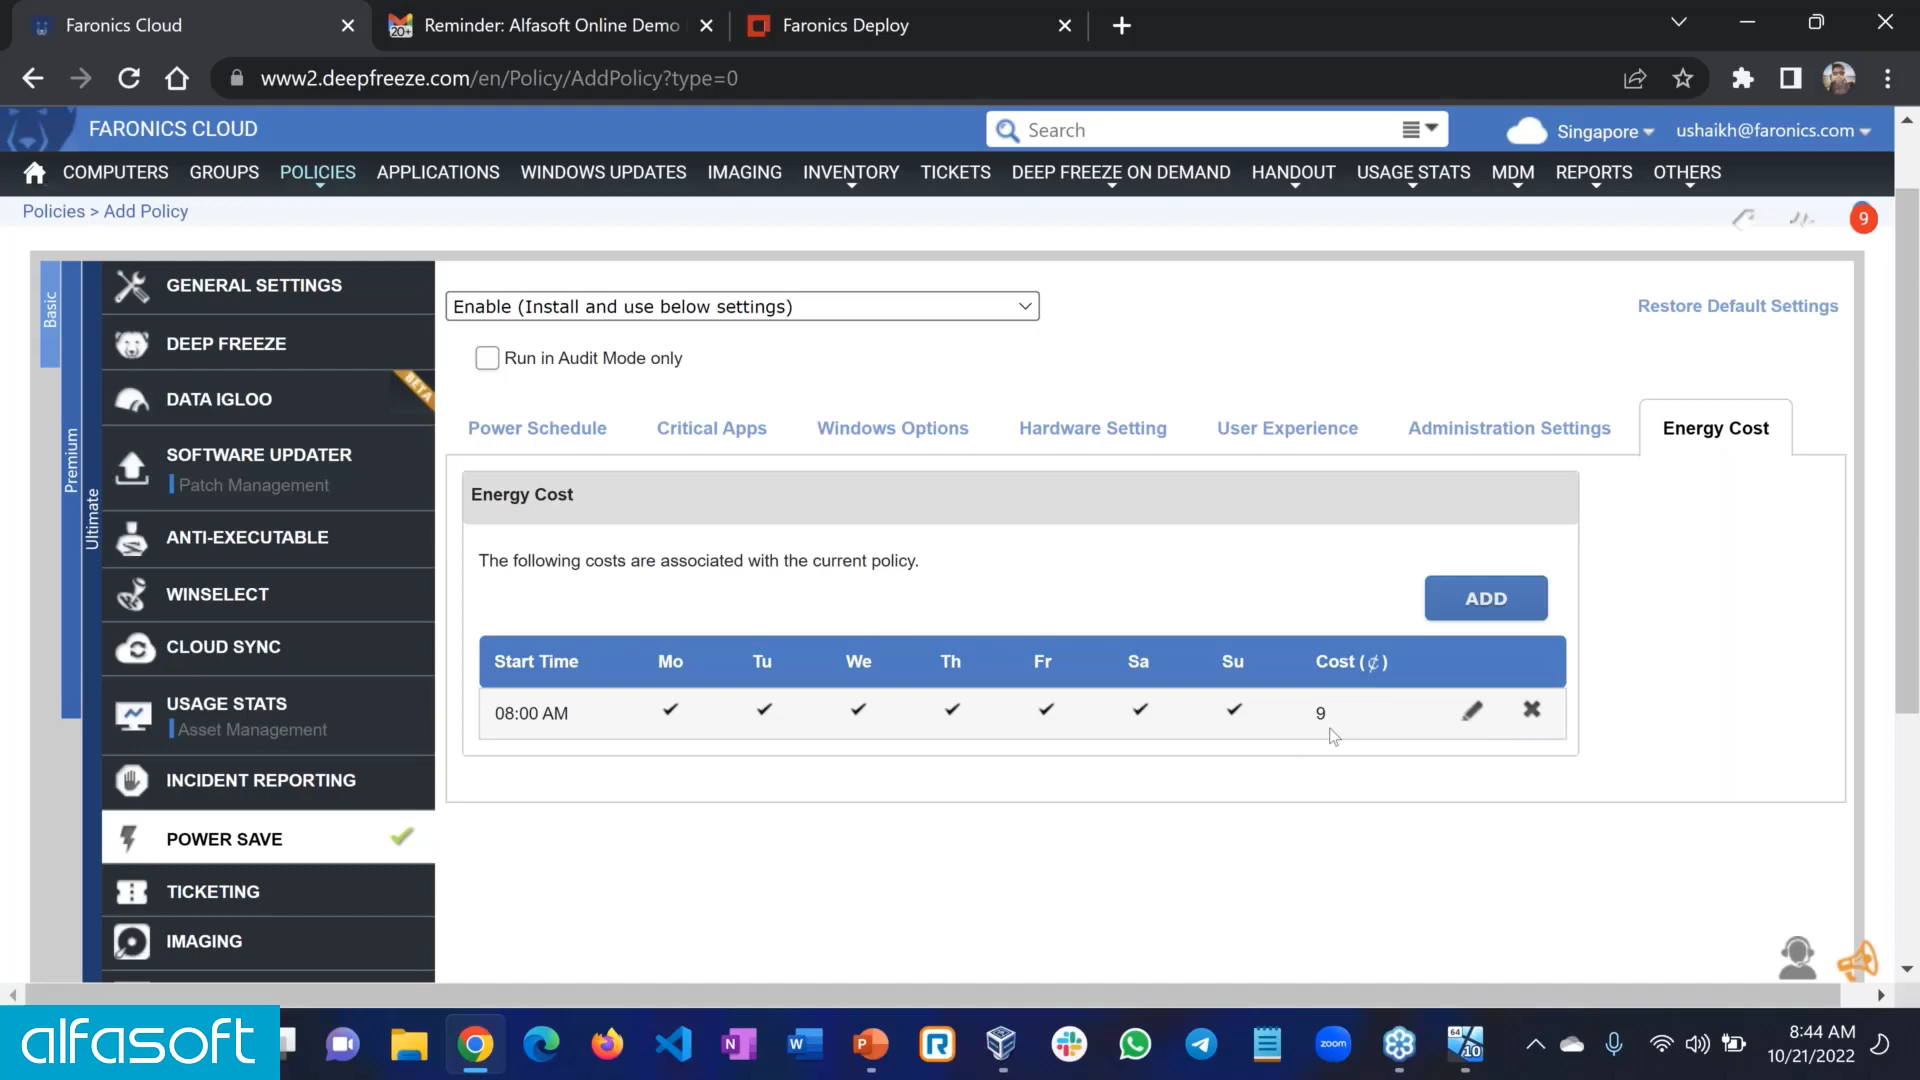 Faronics Cloud
Reminder: Alfasoft Online Demo
Faronics Deploy
www2.deepfreeze.com/en/Policy/AddPolicy?type=0
FARONICS CLOUD
Search
Singapore
ushaikh@faronics.com
COMPUTERS GROUPS POLICIES APPLICATIONS WINDOWS UPDATES IMAGING INVENTORY TICKETS DEEP FREEZE ON DEMAND HANDOUT USAGE STATS MDM REPORTS OTHERS
Policies > Add Policy
9
Basic
Premium
Ultimate
GENERAL SETTINGS
DEEP FREEZE
DATA IGLOO
BETA
SOFTWARE UPDATER
Patch Management
ANTI-EXECUTABLE
WINSELECT
CLOUD SYNC
USAGE STATS
Asset Management
INCIDENT REPORTING
POWER SAVE
TICKETING
IMAGING
Enable (Install and use below settings)
Restore Default Settings
Run in Audit Mode only
Power Schedule Critical Apps Windows Options Hardware Setting User Experience Administration Settings Energy Cost
Energy Cost
The following costs are associated with the current policy.
ADD
Start Time Mo Tu We Th Fr Sa Su Cost (¢)
08:00 AM ✓ ✓ ✓ ✓ ✓ ✓ ✓ 9
alfasoft
zoom
64
10
8:44 AM
10/21/2022